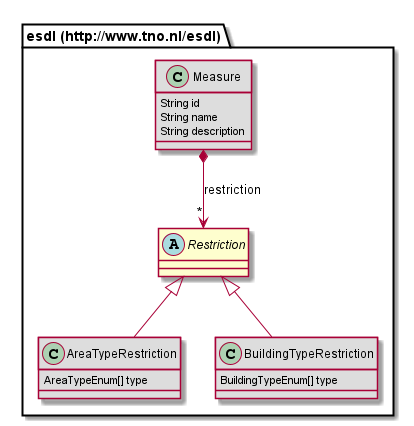 esdl (http://www.tno.nl/esdl)
C Measure
String id
String name
String description
restriction
*
A Restriction
C AreaTypeRestriction
AreaTypeEnum[] type
C BuildingTypeRestriction
BuildingTypeEnum[] type